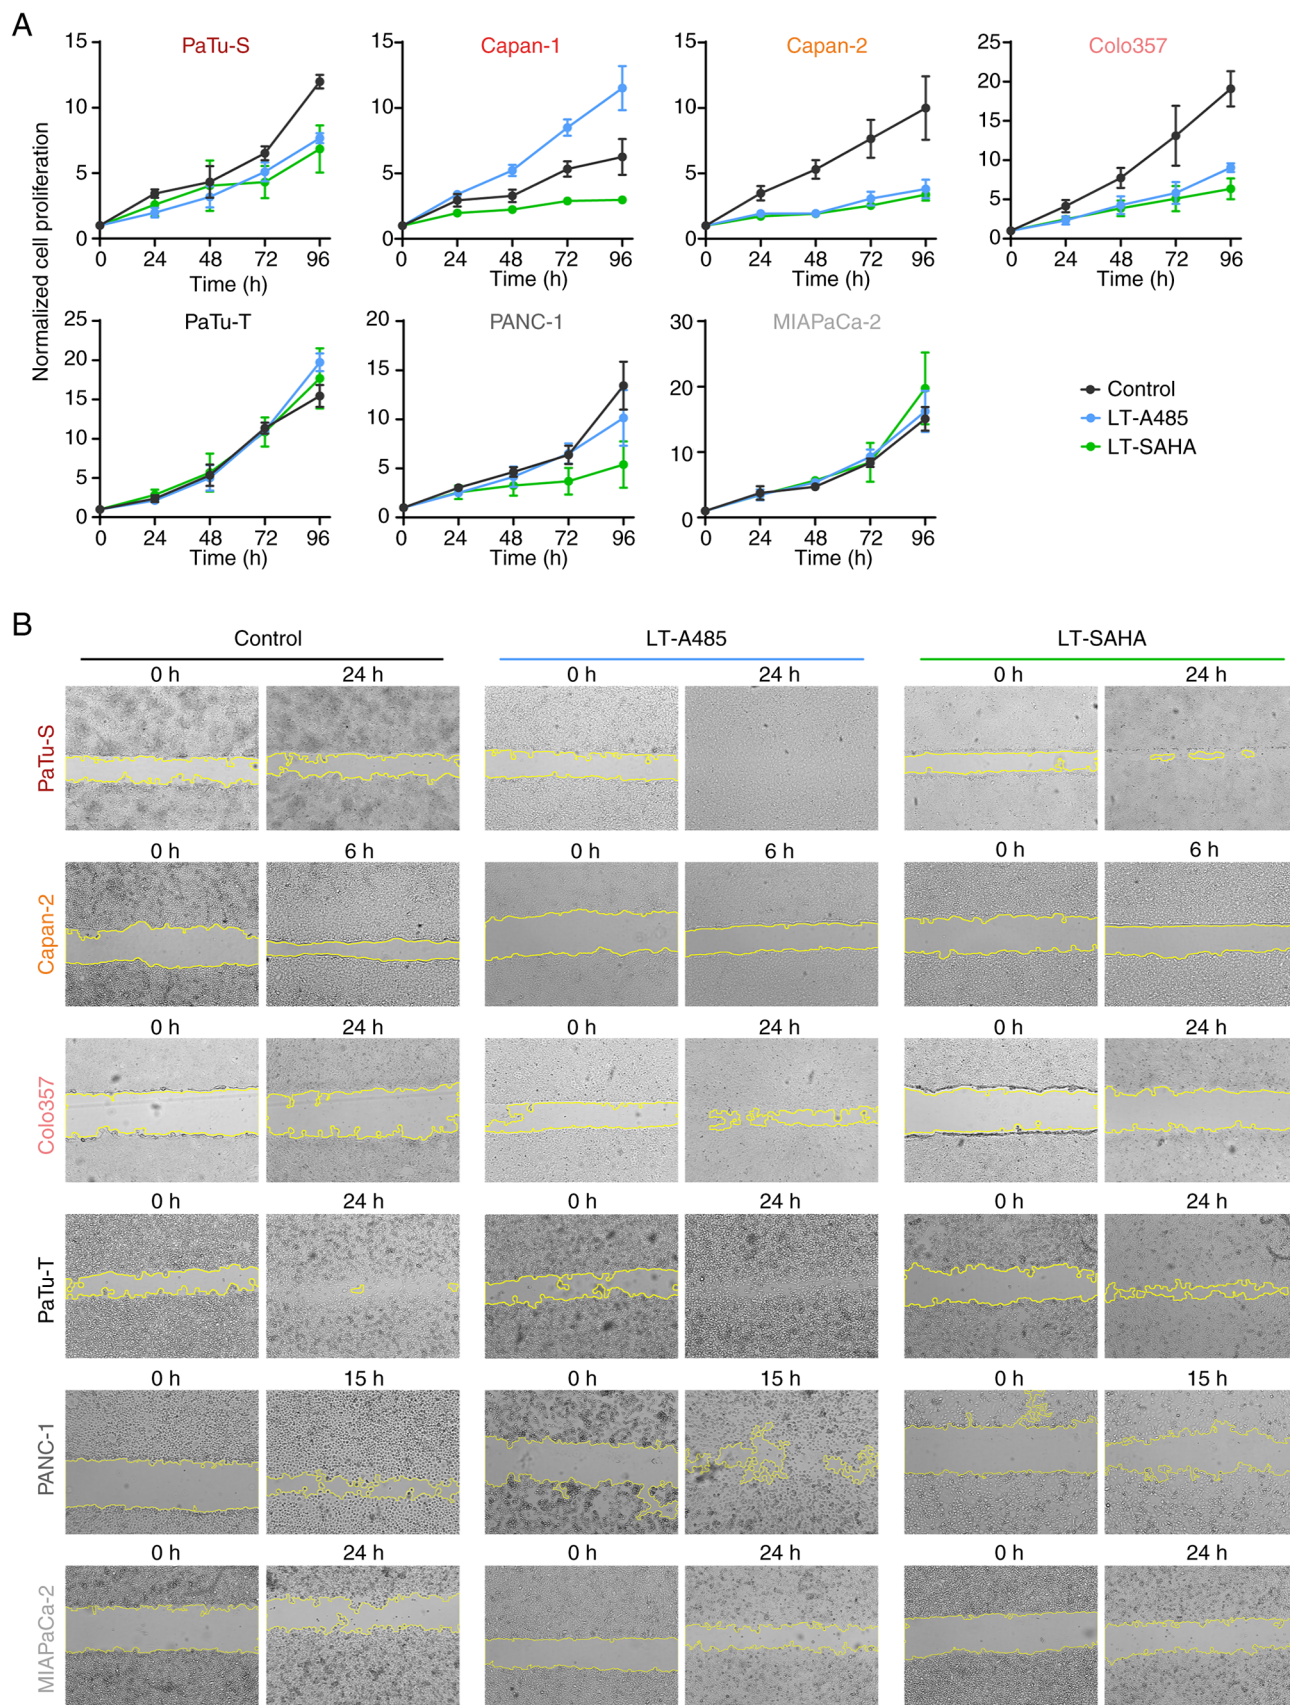 A
PaTu-S
Capan-1
Capan-2
Colo357
Normalized cell proliferation
15
10
5
0
0 24 48 72 96
Time (h)
15
10
5
0
0 24 48 72 96
Time (h)
15
10
5
0
0 24 48 72 96
Time (h)
25
20
15
10
5
0
0 24 48 72 96
Time (h)
PaTu-T
PANC-1
MIAPaCa-2
25
20
15
10
5
0
0 24 48 72 96
Time (h)
20
15
10
5
0
0 24 48 72 96
Time (h)
30
20
10
0
0 24 48 72 96
Time (h)
Control
LT-A485
LT-SAHA
B
Control LT-A485 LT-SAHA
0 h 24 h 0 h 24 h 0 h 24 h
PaTu-S
0 h 6 h 0 h 6 h 0 h 6 h
Capan-2
0 h 24 h 0 h 24 h 0 h 24 h
Colo357
0 h 24 h 0 h 24 h 0 h 24 h
PaTu-T
0 h 15 h 0 h 15 h 0 h 15 h
PANC-1
0 h 24 h 0 h 24 h 0 h 24 h
MIAPaCa-2